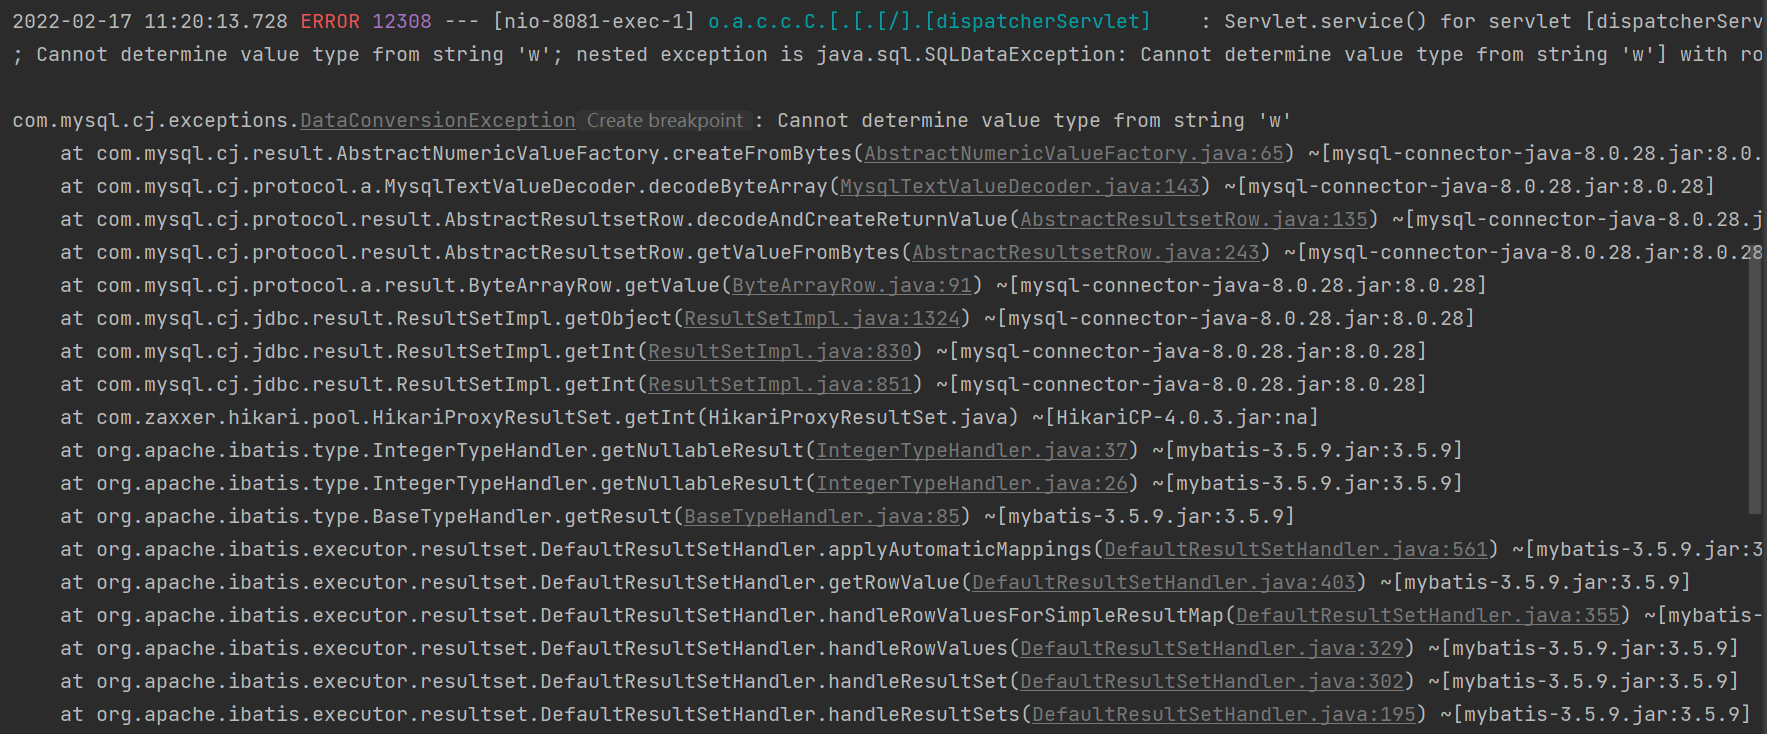 2022-02-17 11:20:13.728 ERROR 12308 --- [nio-8081-exec-1] o.a.c.c.C.[.[.[/].[dispatcherServlet] : Servlet.service() for servlet [dispatcherServ
; Cannot determine value type from string 'w'; nested exception is java.sql.SQLDataException: Cannot determine value type from string 'w'] with ro
com.mysql.cj.exceptions.DataConversionException Create breakpoint : Cannot determine value type from string 'w'
at com.mysql.cj.result.AbstractNumericValueFactory.createFromBytes(AbstractNumericValueFactory.java:65) ~[mysql-connector-java-8.0.28.jar:8.0.
at com.mysql.cj.protocol.a.MysqlTextValueDecoder.decodeByteArray(MysqlTextValueDecoder.java:143) ~[mysql-connector-java-8.0.28.jar:8.0.28]
at com.mysql.cj.protocol.result.AbstractResultsetRow.decodeAndCreateReturnValue(AbstractResultsetRow.java:135) ~[mysql-connector-java-8.0.28.j
at com.mysql.cj.protocol.result.AbstractResultsetRow.getValueFromBytes(AbstractResultsetRow.java:243) ~[mysql-connector-java-8.0.28.jar:8.0.28
at com.mysql.cj.protocol.a.result.ByteArrayRow.getValue(ByteArrayRow.java:91) ~[mysql-connector-java-8.0.28.jar:8.0.28]
at com.mysql.cj.jdbc.result.ResultSetImpl.getObject(ResultSetImpl.java:1324) ~[mysql-connector-java-8.0.28.jar:8.0.28]
at com.mysql.cj.jdbc.result.ResultSetImpl.getInt(ResultSetImpl.java:830) ~[mysql-connector-java-8.0.28.jar:8.0.28]
at com.mysql.cj.jdbc.result.ResultSetImpl.getInt(ResultSetImpl.java:851) ~[mysql-connector-java-8.0.28.jar:8.0.28]
at com.zaxxer.hikari.pool.HikariProxyResultSet.getInt(HikariProxyResultSet.java) ~[HikariCP-4.0.3.jar:na]
at org.apache.ibatis.type.IntegerTypeHandler.getNullableResult(IntegerTypeHandler.java:37) ~[mybatis-3.5.9.jar:3.5.9]
at org.apache.ibatis.type.IntegerTypeHandler.getNullableResult(IntegerTypeHandler.java:26) ~[mybatis-3.5.9.jar:3.5.9]
at org.apache.ibatis.type.BaseTypeHandler.getResult(BaseTypeHandler.java:85) ~[mybatis-3.5.9.jar:3.5.9]
at org.apache.ibatis.executor.resultset.DefaultResultSetHandler.applyAutomaticMappings(DefaultResultSetHandler.java:561) ~[mybatis-3.5.9.jar:3
at org.apache.ibatis.executor.resultset.DefaultResultSetHandler.getRowValue(DefaultResultSetHandler.java:403) ~[mybatis-3.5.9.jar:3.5.9]
at org.apache.ibatis.executor.resultset.DefaultResultSetHandler.handleRowValuesForSimpleResultMap(DefaultResultSetHandler.java:355) ~[mybatis-
at org.apache.ibatis.executor.resultset.DefaultResultSetHandler.handleRowValues(DefaultResultSetHandler.java:329) ~[mybatis-3.5.9.jar:3.5.9]
at org.apache.ibatis.executor.resultset.DefaultResultSetHandler.handleResultSet(DefaultResultSetHandler.java:302) ~[mybatis-3.5.9.jar:3.5.9]
at org.apache.ibatis.executor.resultset.DefaultResultSetHandler.handleResultSets(DefaultResultSetHandler.java:195) ~[mybatis-3.5.9.jar:3.5.9]